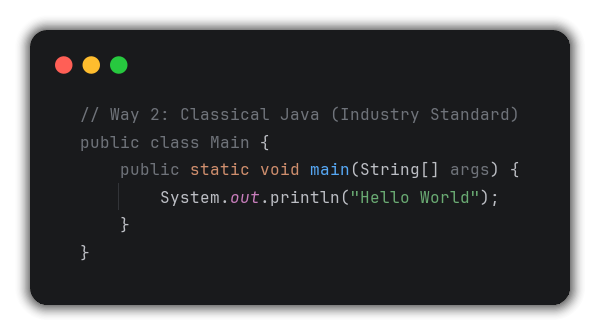 // Way 2: Classical Java (Industry Standard)
public class Main {
    public static void main(String[] args) {
        System.out.println("Hello World");
    }
}